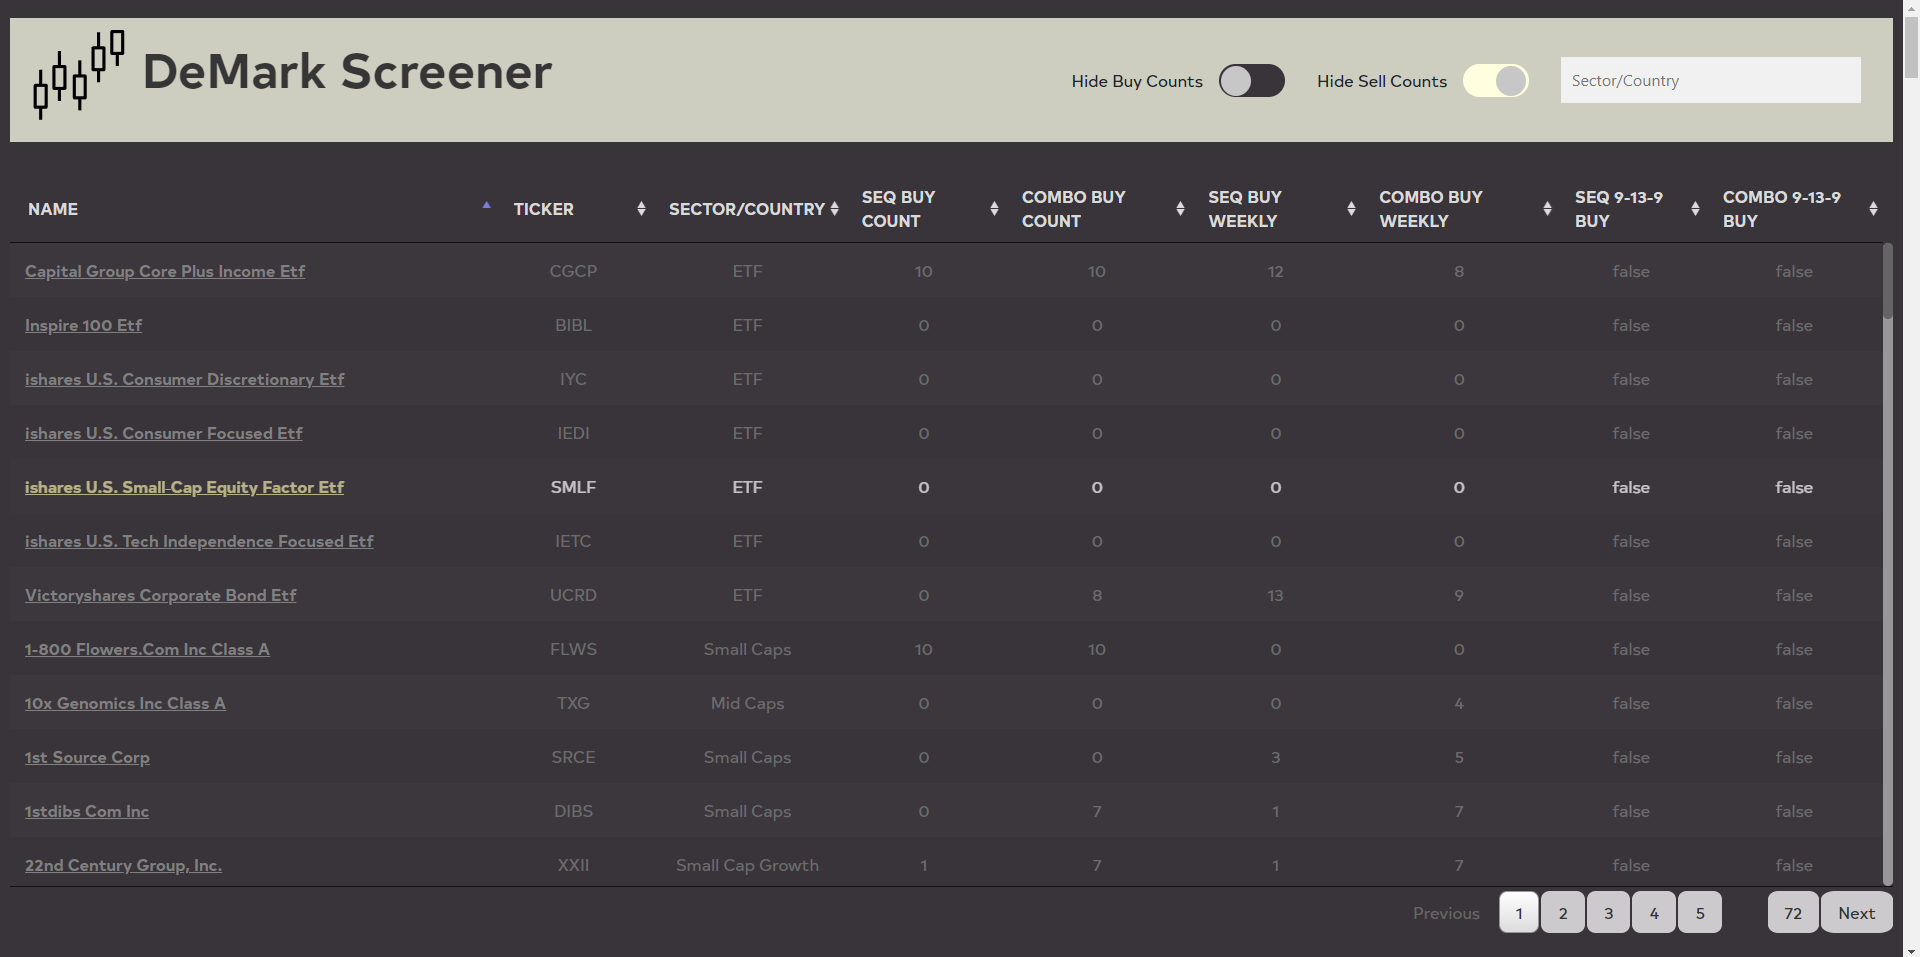 DeMark Screener
Hide Buy Counts Hide Sell Counts Sector/Country
NAME TICKER SECTOR/COUNTRY SEQ BUY COUNT COMBO BUY COUNT SEQ BUY WEEKLY COMBO BUY WEEKLY SEQ 9-13-9 BUY COMBO 9-13-9 BUY
Capital Group Core Plus Income Etf CGCP ETF 10 10 12 8 false false
Inspire 100 Etf BIBL ETF 0 0 0 0 false false
ishares U.S. Consumer Discretionary Etf IYC ETF 0 0 0 0 false false
ishares U.S. Consumer Focused Etf IEDI ETF 0 0 0 0 false false
ishares U.S. Small-Cap Equity Factor Etf SMLF ETF 0 0 0 0 false false
ishares U.S. Tech Independence Focused Etf IETC ETF 0 0 0 0 false false
Victoryshares Corporate Bond Etf UCRD ETF 0 8 13 9 false false
1-800 Flowers.Com Inc Class A FLWS Small Caps 10 10 0 0 false false
10x Genomics Inc Class A TXG Mid Caps 0 0 0 4 false false
1st Source Corp SRCE Small Caps 0 0 3 5 false false
1stdibs Com Inc DIBS Small Caps 0 7 1 7 false false
22nd Century Group, Inc. XXII Small Cap Growth 1 7 1 7 false false
Previous 1 2 3 4 5 72 Next